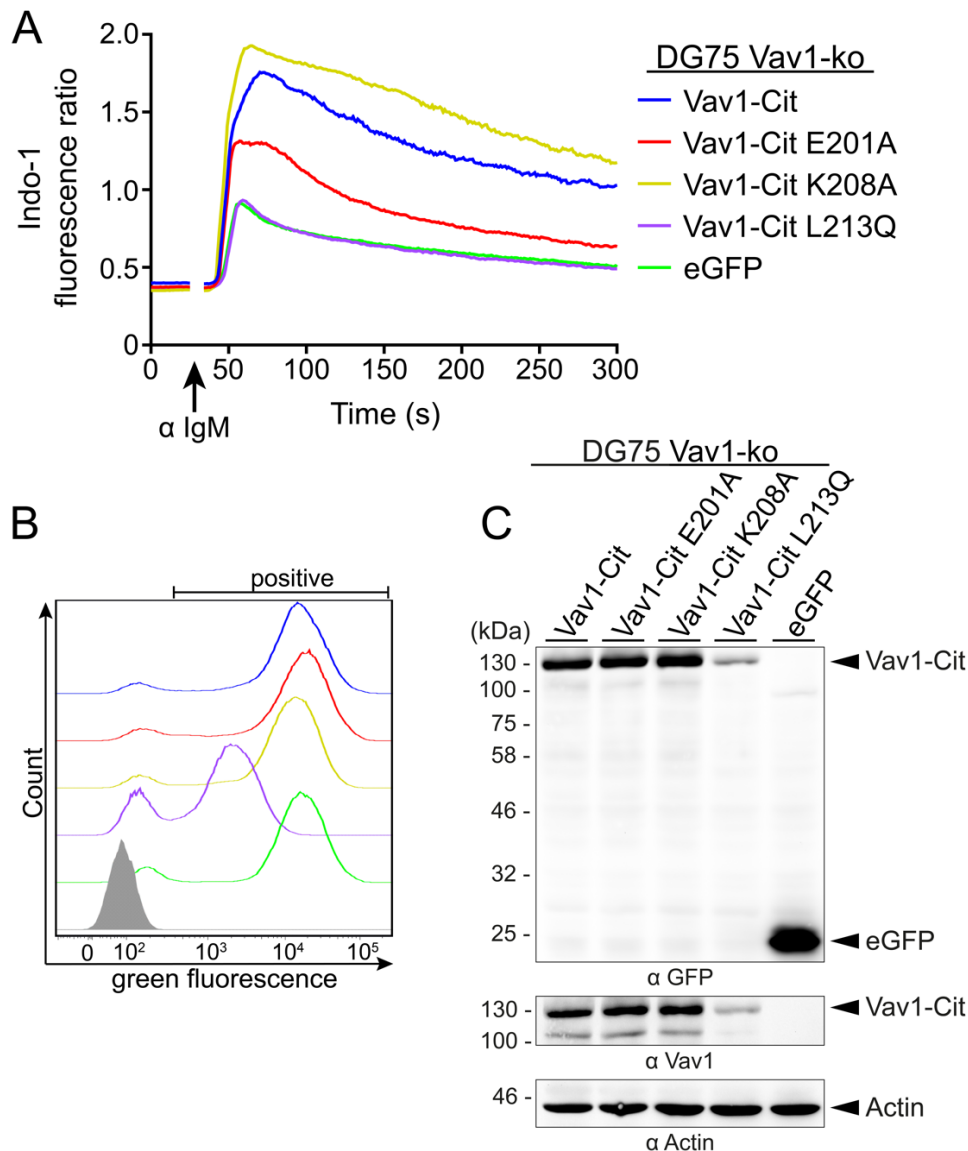 A
DG75 Vav1-ko
Vav1-Cit
Vav1-Cit E201A
Vav1-Cit K208A
Vav1-Cit L213Q
eGFP
Indo-1
fluorescence ratio
2.0
1.5
1.0
0.5
0
0 50 100 150 200 250 300
α IgM
Time (s)
B
positive
Count
0 10² 10³ 10⁴ 10⁵
green fluorescence
C
DG75 Vav1-ko
Vav1-Cit
Vav1-Cit E201A
Vav1-Cit K208A
Vav1-Cit L213Q
eGFP
(kDa)
130 - Vav1-Cit
100 -
75 -
58 -
46 -
32 -
25 - eGFP
α GFP
130 - Vav1-Cit
100 -
α Vav1
46 -
Actin
α Actin